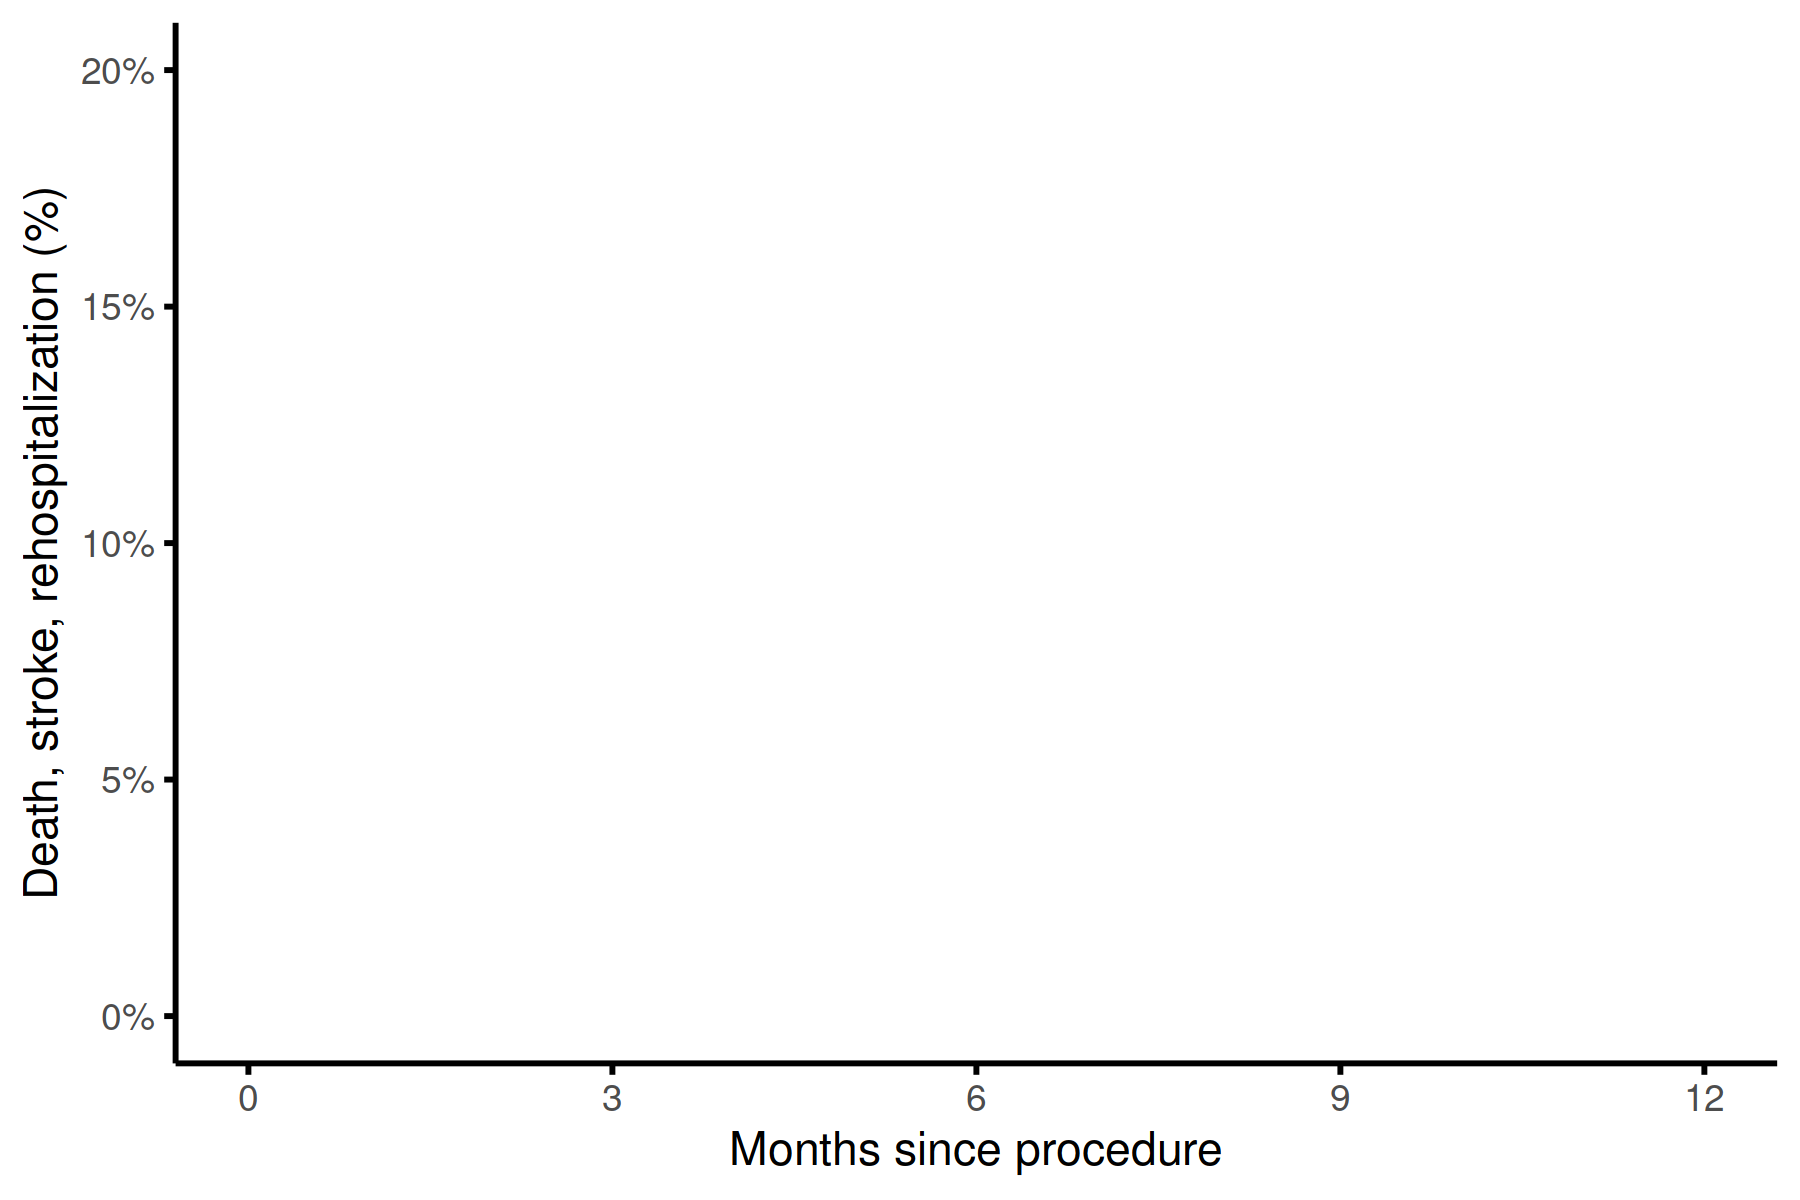 Death, stroke, rehospitalization (%)
20%
15%
10%
5%
0%
0 3 6 9 12
Months since procedure